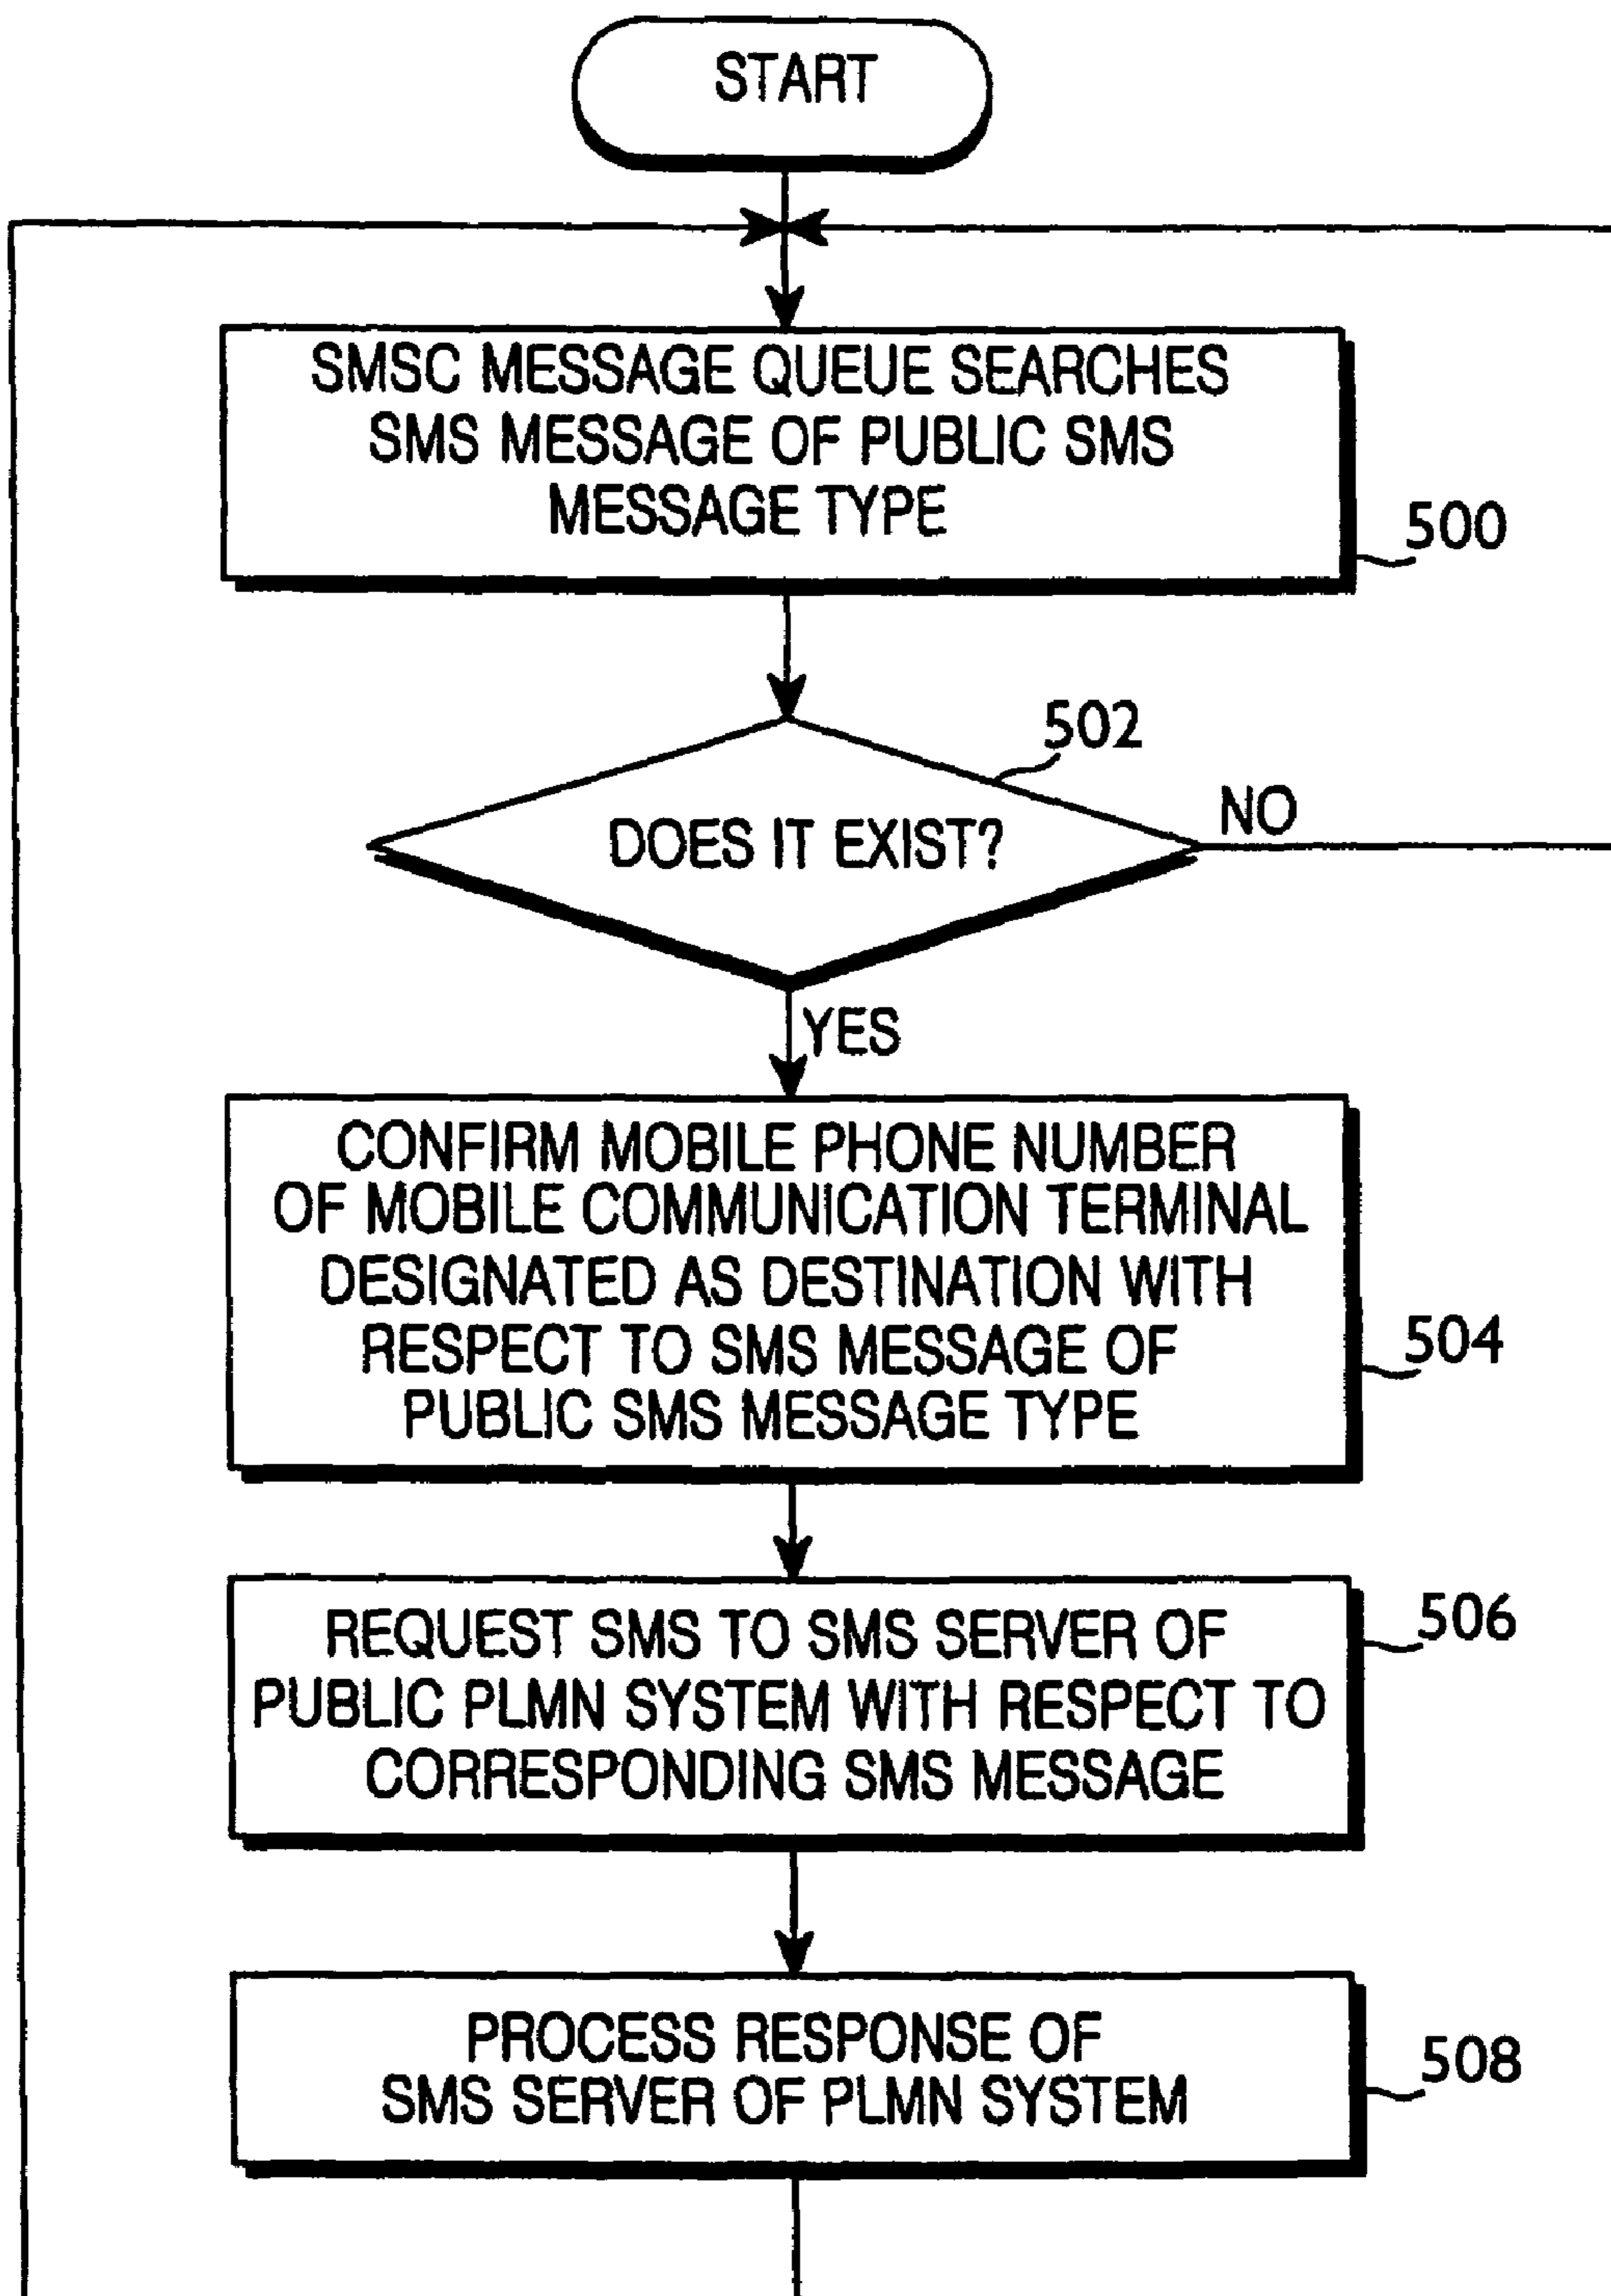 START
SMSC MESSAGE QUEUE SEARCHES
SMS MESSAGE OF PUBLIC SMS
MESSAGE TYPE
500
502
DOES IT EXIST?
NO
YES
CONFIRM MOBILE PHONE NUMBER
OF MOBILE COMMUNICATION TERMINAL
DESIGNATED AS DESTINATION WITH
RESPECT TO SMS MESSAGE OF
PUBLIC SMS MESSAGE TYPE
504
REQUEST SMS TO SMS SERVER OF
PUBLIC PLMN SYSTEM WITH RESPECT TO
CORRESPONDING SMS MESSAGE
506
PROCESS RESPONSE OF
SMS SERVER OF PLMN SYSTEM
508